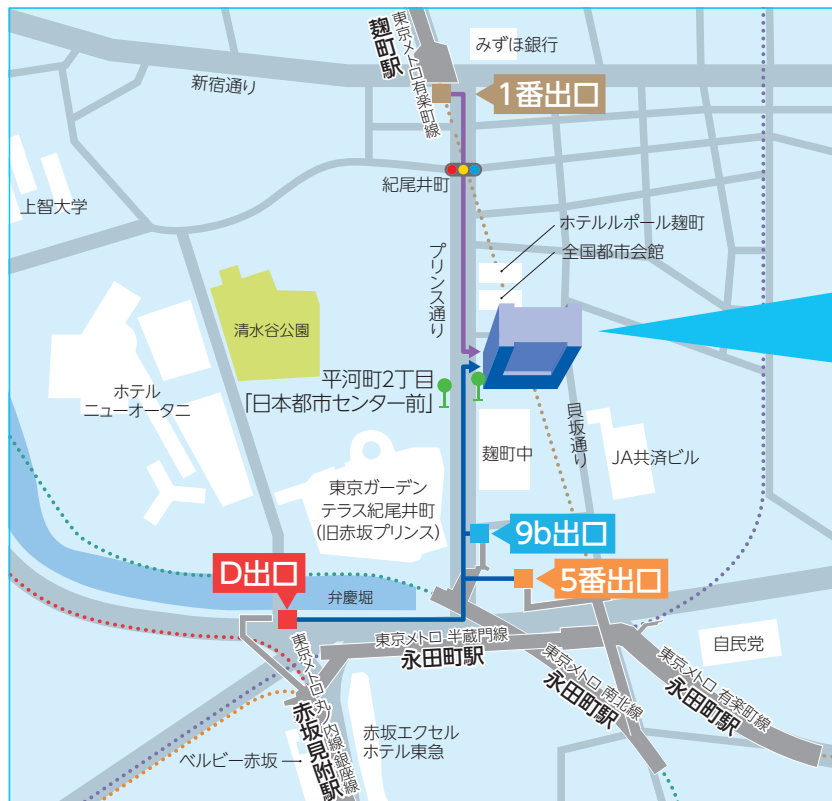 みずほ銀行
麹町駅
東京メトロ有楽町線
新宿通り
1番出口
紀尾井町
上智大学
ホテルルポール麹町
全国都市会館
プリンス通り
清水谷公園
平河町2丁目
「日本都市センター前」
ホテル
ニューオータニ
貝坂通り
麹町中
JA共済ビル
東京ガーデン
テラス紀尾井町
(旧赤坂プリンス)
9b出口
5番出口
D出口
弁慶堀
東京メトロ 半蔵門線
永田町駅
自民党
東京メトロ 南北線
永田町駅
東京メトロ 有楽町線
永田町駅
東京メトロ 丸ノ内線 銀座線
赤坂見附駅
赤坂エクセル
ホテル東急
ベルビー赤坂